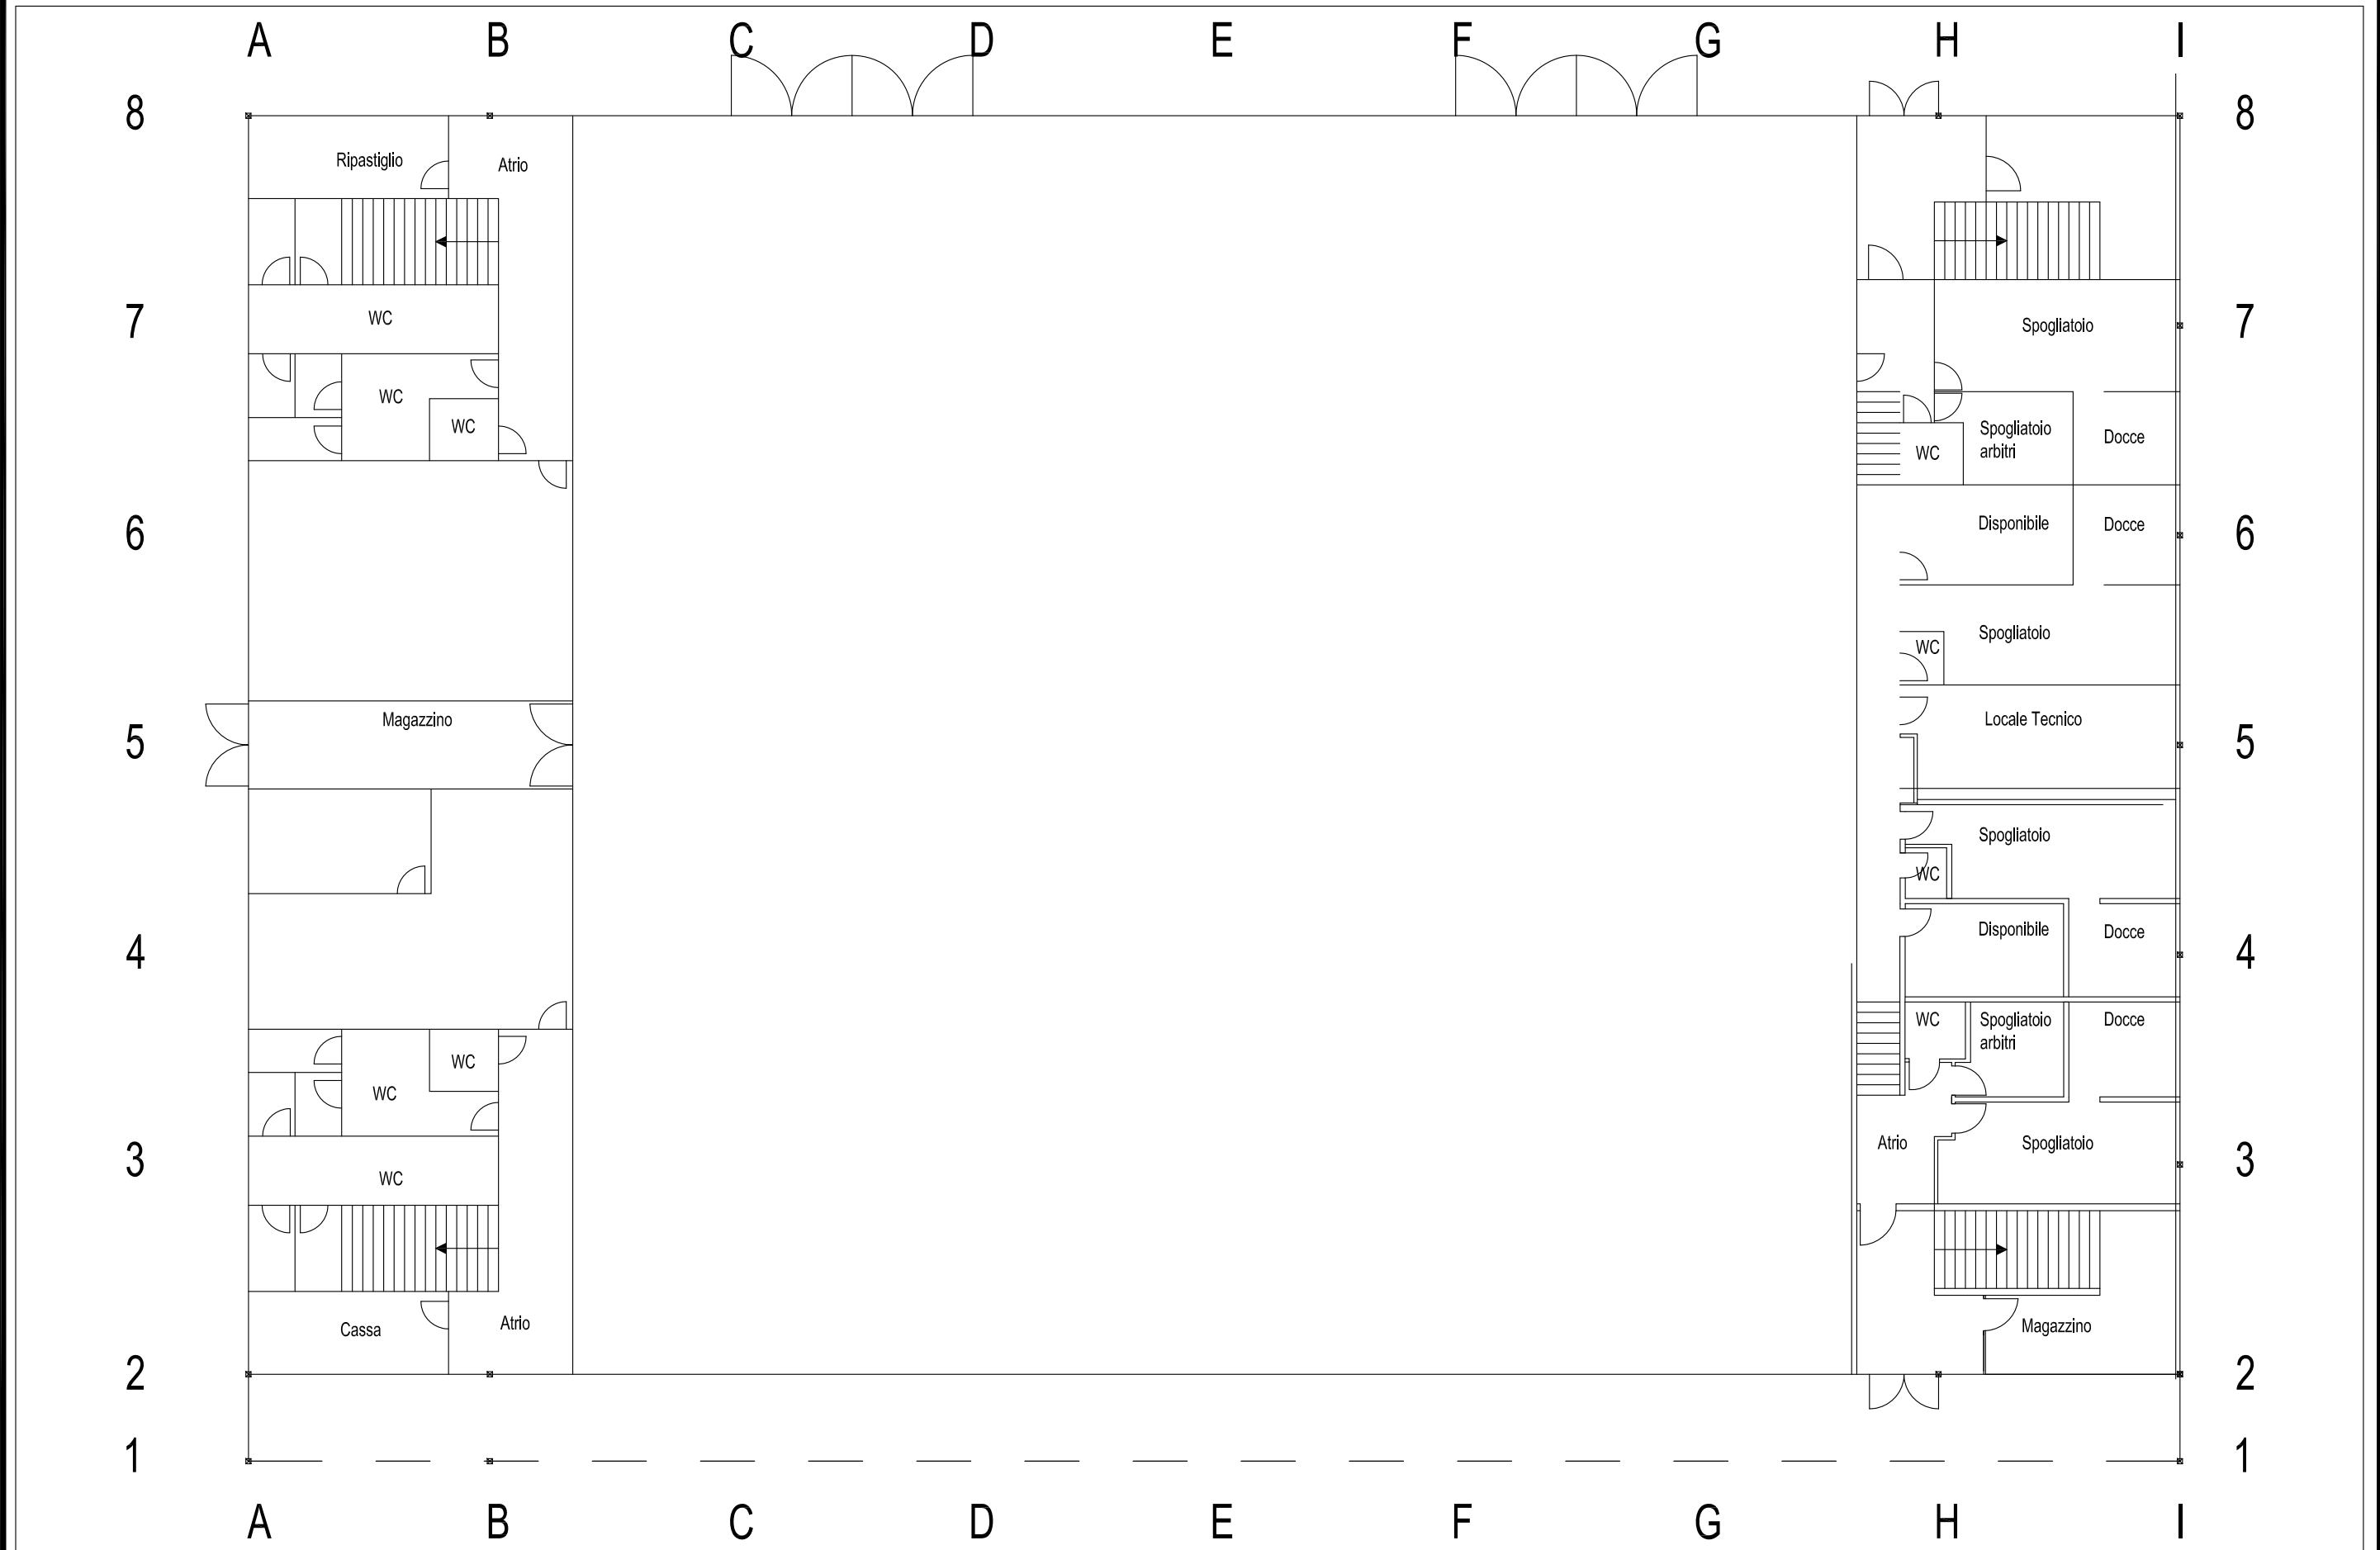 A B C D E F G H I
8 8
Ripastiglio Atrio
7 7
WC Spogliatoio
WC
WC Spogliatoio Docce
WC arbitri
6 Disponibile Docce 6
Spogliatoio
WC
5 Magazzino Locale Tecnico 5
Spogliatoio
WC
4 Disponibile Docce 4
WC Spogliatoio Docce
arbitri
WC
WC
3 Atrio Spogliatoio 3
WC
Cassa Atrio Magazzino
2 2
1 1
A B C D E F G H I